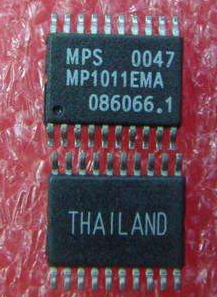 MPS 0047
MP1011EMA
086066.1
THAILAND